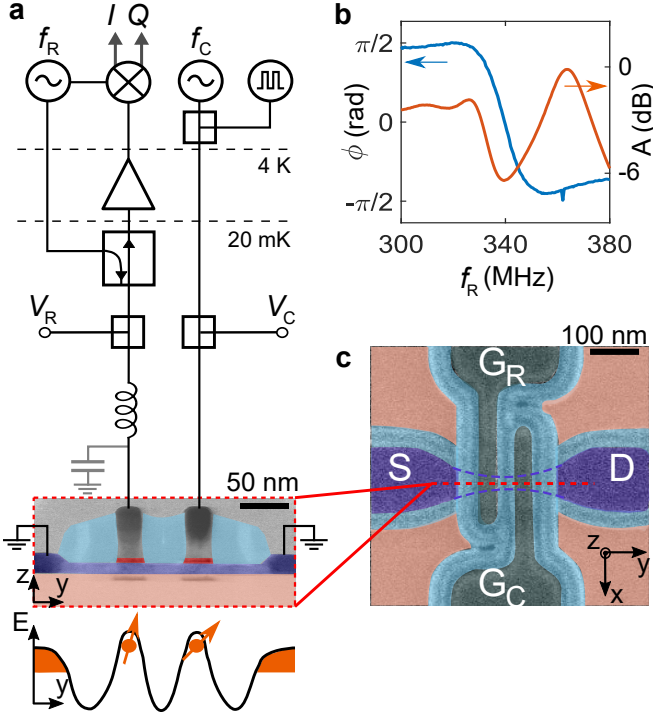 a
I Q
f_R
f_C
4 K
20 mK
V_R
V_C
50 nm
z
y
E
y
b
π/2
0
-π/2
ϕ (rad)
0
-6
A (dB)
300
340
380
f_R (MHz)
c
100 nm
G_R
S
D
G_C
z
y
x